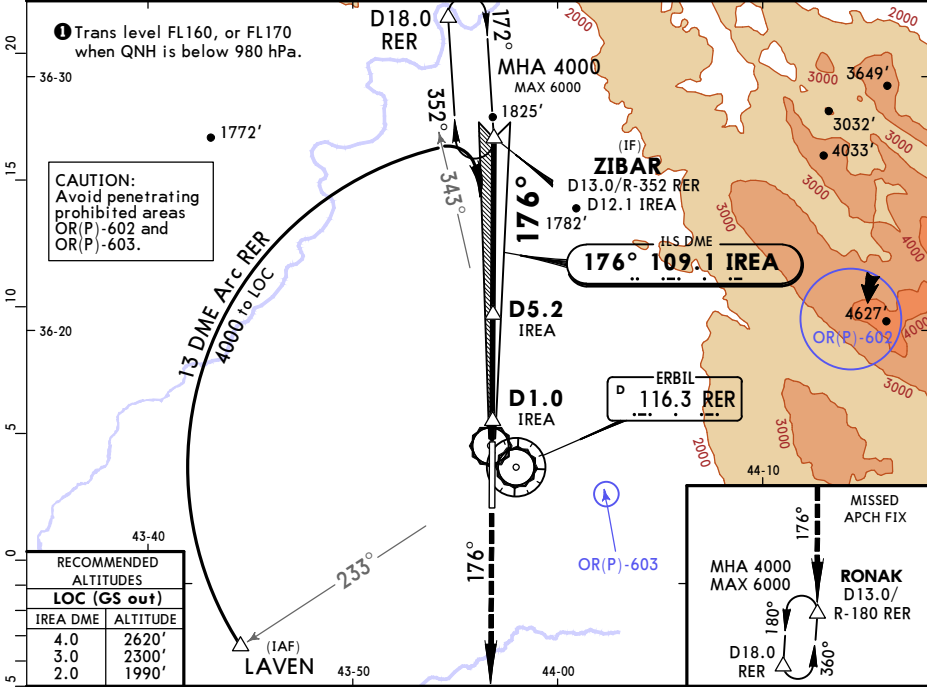 ❶ Trans level FL160, or FL170
when QNH is below 980 hPa.
D18.0
RER
172°
MHA 4000
MAX 6000
2000
2000
3649'
3000
3032'
4033'
36-30
20
1772'
352°
1825'
(IF)
ZIBAR
D13.0/R-352 RER
D12.1 IREA
15
CAUTION:
Avoid penetrating
prohibited areas
OR(P)-602 and
OR(P)-603.
343°
176°
1782'
3000
3000
4000
ILS DME
176° 109.1 IREA
13 DME Arc RER
4000 to LOC
10
36-20
D5.2
IREA
4627'
4000
OR(P)-602
3000
ERBIL
D 116.3 RER
D1.0
IREA
5
3000
2000
44-10
OR(P)-603
43-40
0
176°
233°
RECOMMENDED
ALTITUDES
LOC (GS out)
IREA DME ALTITUDE
4.0 2620'
3.0 2300'
2.0 1990'
(IAF)
LAVEN
5
43-50
44-00
MISSED
APCH FIX
176°
MHA 4000
MAX 6000
RONAK
D13.0/
R-180 RER
180°
360°
D18.0
RER